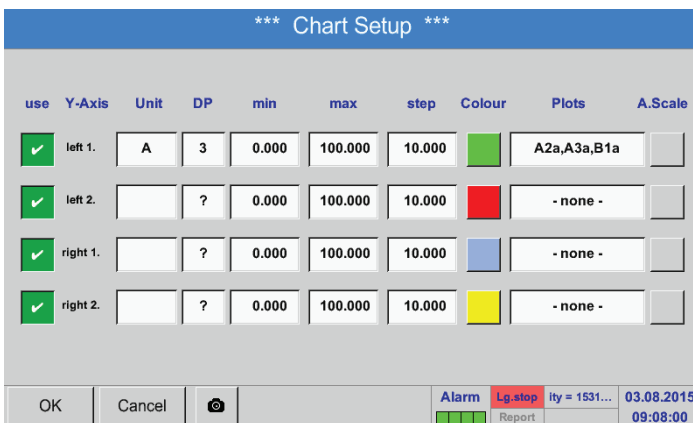 *** Chart Setup ***
use Y-Axis Unit DP min max step Colour Plots A.Scale
left 1. A 3 0.000 100.000 10.000 A2a,A3a,B1a
left 2. ? 0.000 100.000 10.000 - none -
right 1. ? 0.000 100.000 10.000 - none -
right 2. ? 0.000 100.000 10.000 - none -
OK Cancel Alarm Lg.stop ity = 1531... 03.08.2015
Report 09:08:00